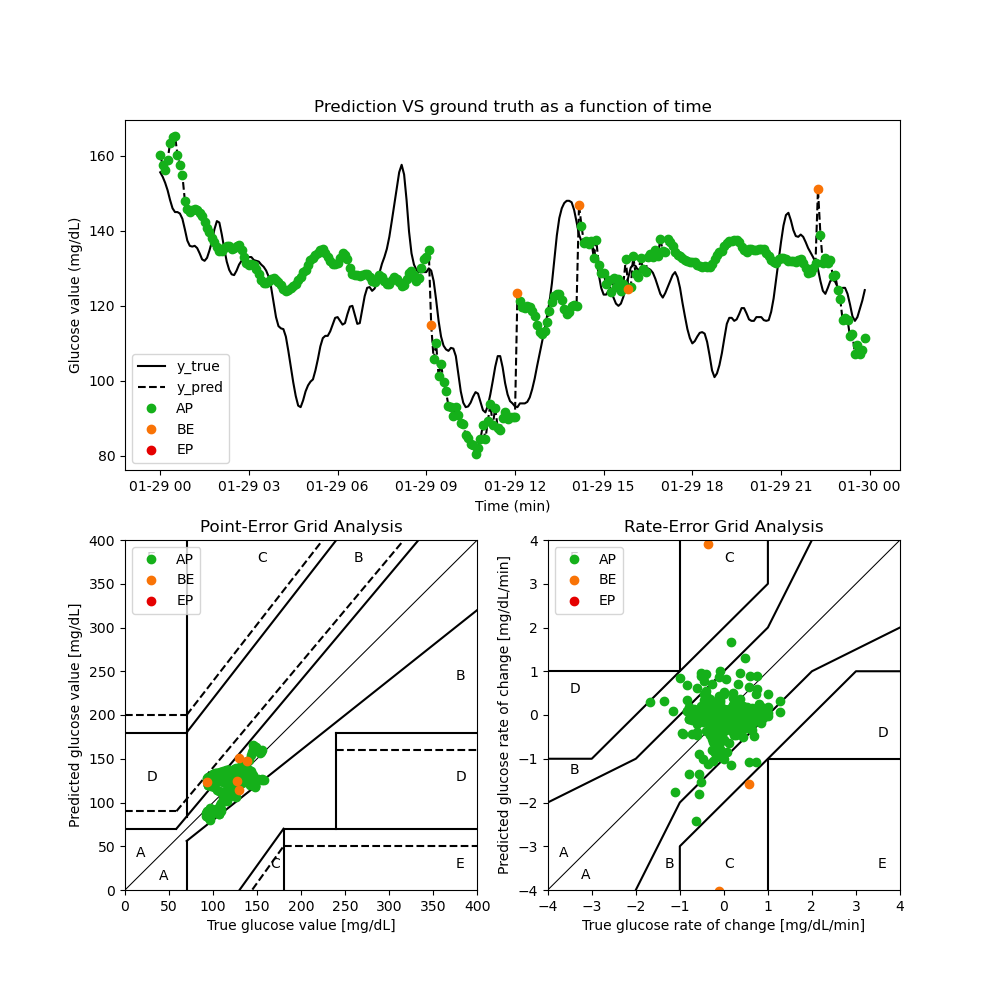 Prediction VS ground truth as a function of time
Glucose value (mg/dL)
160
140
120
100
80
y_true
y_pred
AP
BE
EP
01-29 00 01-29 03 01-29 06 01-29 09 01-29 12 01-29 15 01-29 18 01-29 21 01-30 00
Time (min)
Point-Error Grid Analysis
Predicted glucose value [mg/dL]
400
350
300
250
200
150
100
50
0
AP
BE
EP
C B
B
D D
A
A C E
0 50 100 150 200 250 300 350 400
True glucose value [mg/dL]
Rate-Error Grid Analysis
Predicted glucose rate of change [mg/dL/min]
4
3
2
1
0
−1
−2
−3
−4
AP
BE
EP
C
D
D
B
A
A B C E
−4 −3 −2 −1 0 1 2 3 4
True glucose rate of change [mg/dL/min]